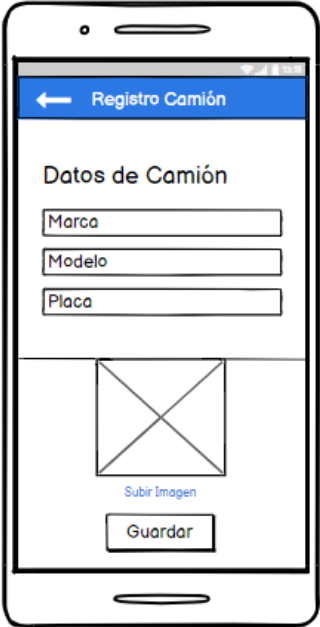 Registro Camión
Datos de Camión
Marca
Modelo
Placa
Subir Imagen
Guardar